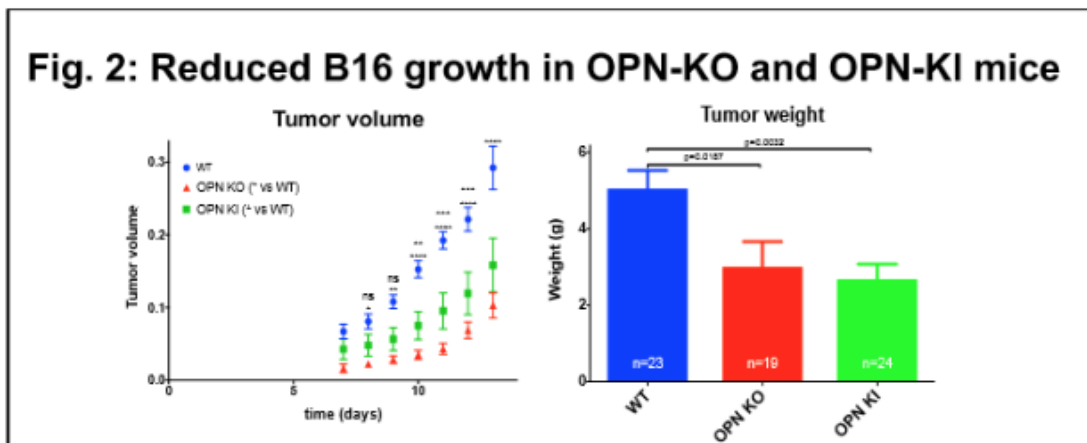 Fig. 2: Reduced B16 growth in OPN-KO and OPN-KI mice
Tumor volume
WT
OPN KO (* vs WT)
OPN KI (+ vs WT)
Tumor volume
0.3
0.2
0.1
0.0
ns
ns
**
0
5
10
time (days)
Tumor weight
p=0.0032
p=0.0187
Weight (g)
6
4
2
0
n=23
n=19
n=24
WT
OPN KO
OPN KI